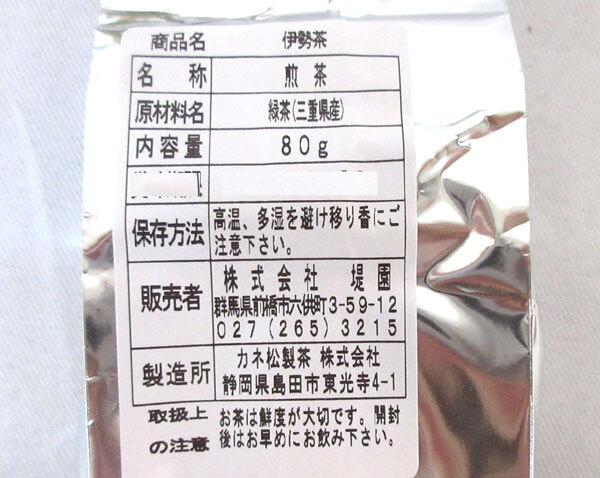 商品名 伊勢茶
名称 煎茶
原材料名 緑茶(三重県産)
内容量 80g
保存方法 高温、多湿を避け移り香にご
注意下さい。
販売者 株式会社 堤園
群馬県前橋市六供町3-59-12
027(265)3215
製造所 カネ松製茶 株式会社
静岡県島田市東光寺4-1
取扱上 お茶は鮮度が大切です。開封
の注意 後はお早めにお飲み下さい。